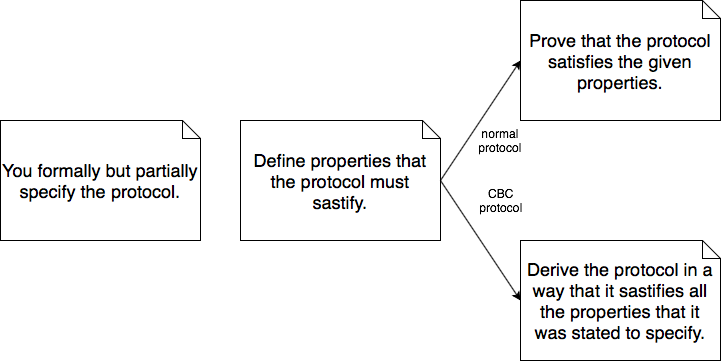 You formally but partially
specify the protocol.
Define properties that
the protocol must
sastify.
normal
protocol
CBC
protocol
Prove that the protocol
satisfies the given
properties.
Derive the protocol in a
way that it sastifies all
the properties that it
was stated to specify.